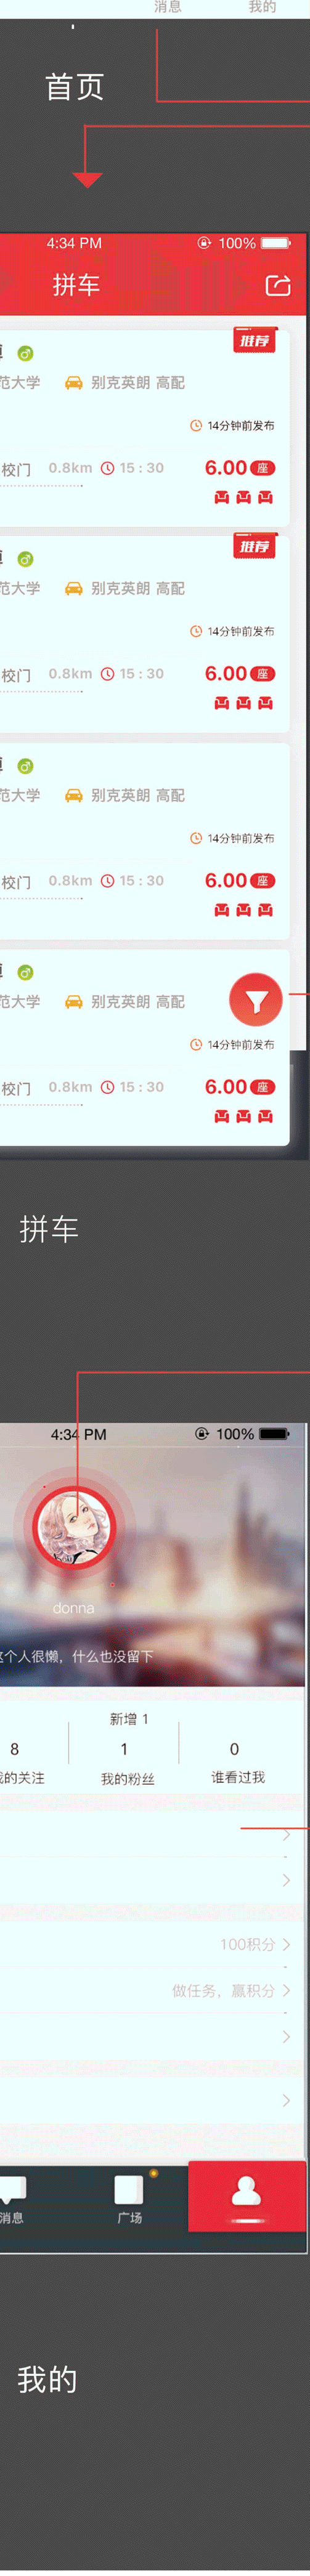 消息 我的
首页
4:34 PM 100%
拼车
推荐
范大学 别克英朗 高配
14分钟前发布
校门 0.8km 15:30 6.00 座
推荐
范大学 别克英朗 高配
14分钟前发布
校门 0.8km 15:30 6.00 座
范大学 别克英朗 高配
14分钟前发布
校门 0.8km 15:30 6.00 座
范大学 别克英朗 高配
14分钟前发布
校门 0.8km 15:30 6.00 座
拼车
4:34 PM 100%
donna
这个人很懒，什么也没留下
新增 1
8 1 0
我的关注 我的粉丝 谁看过我
100积分
做任务，赢积分
消息 广场
我的